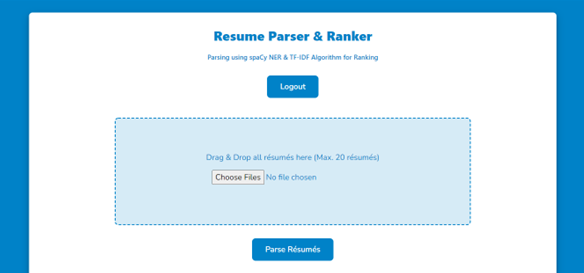 Resume Parser & Ranker
Parsing using spaCy NER & TF-IDF Algorithm for Ranking
Logout
Drag & Drop all résumés here (Max. 20 résumés)
Choose Files No file chosen
Parse Résumés